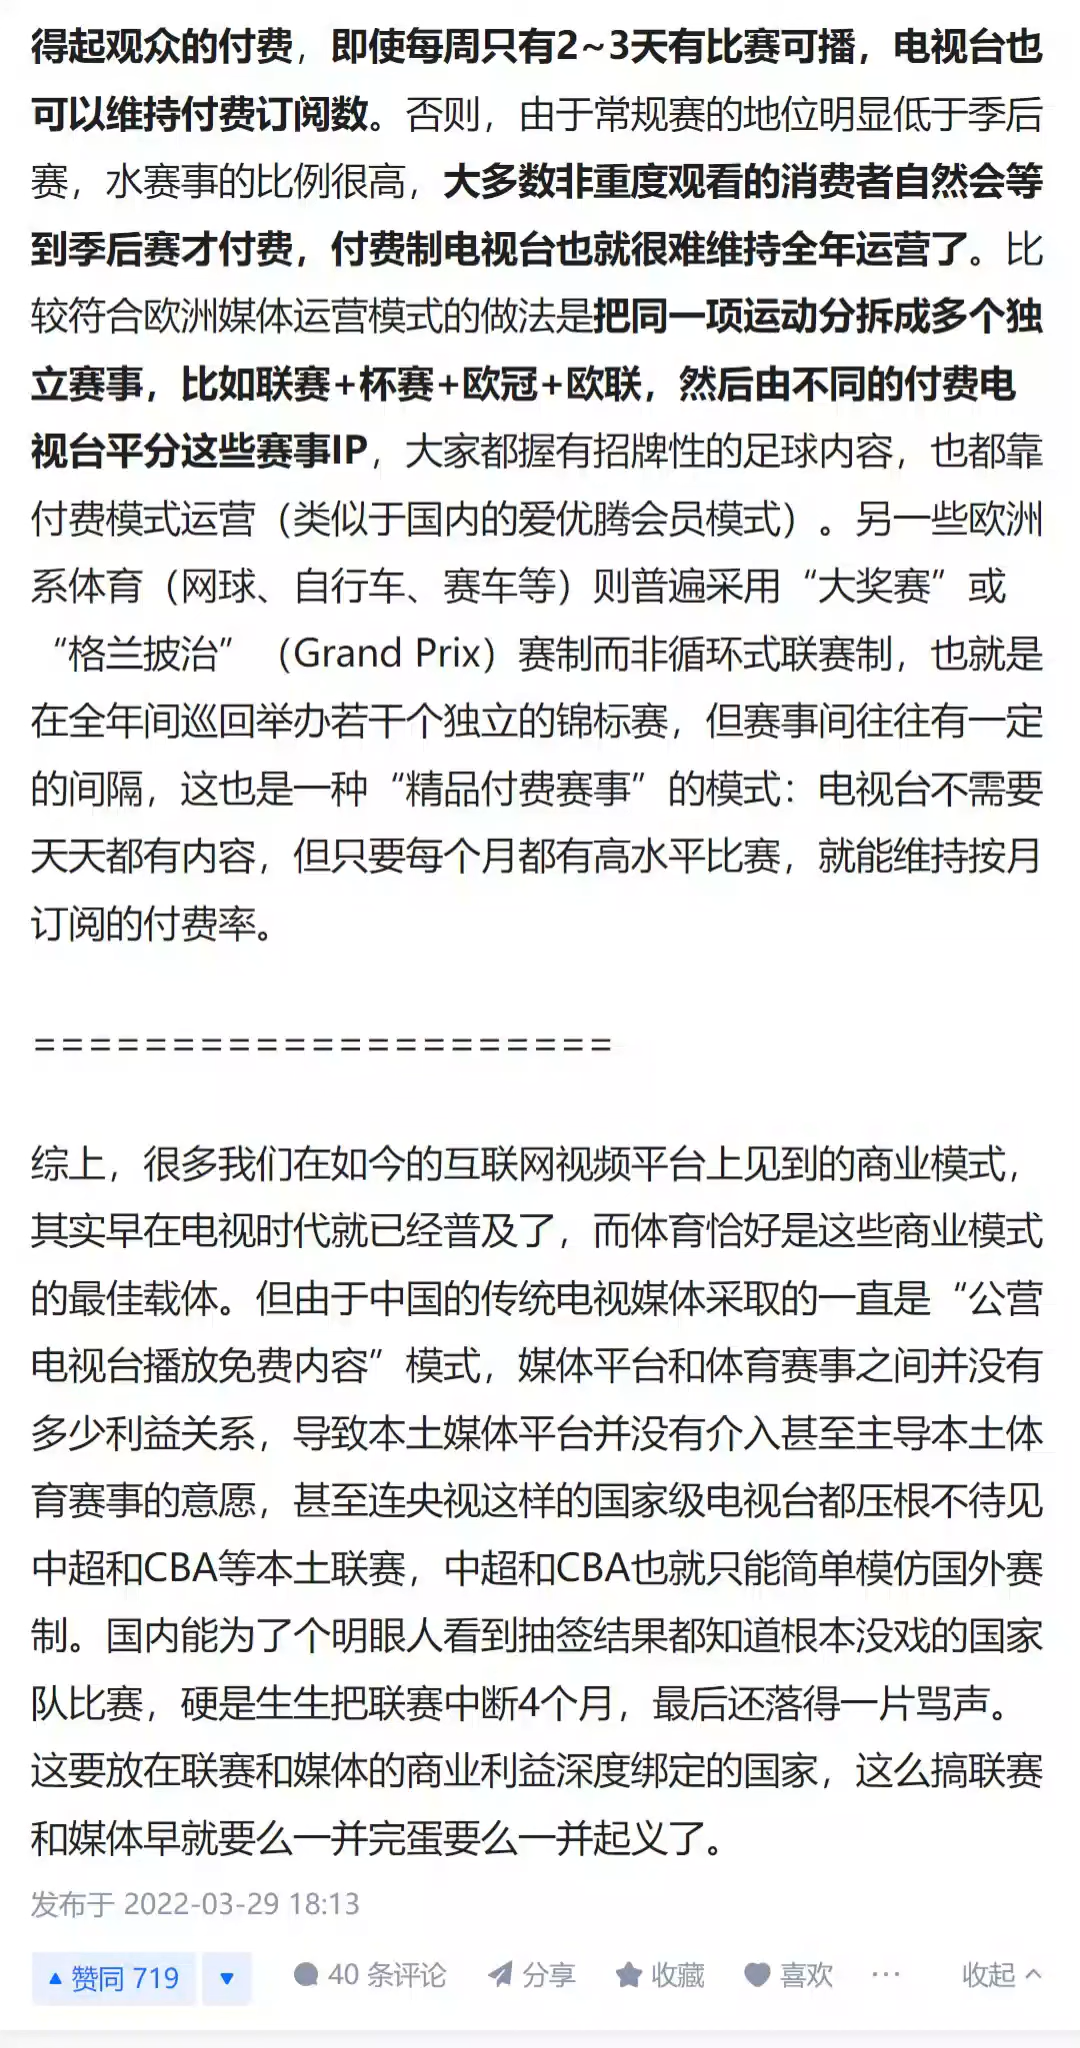 得起观众的付费，即使每周只有2~3天有比赛可播，电视台也
可以维持付费订阅数。否则，由于常规赛的地位明显低于季后
赛，水赛事的比例很高，大多数非重度观看的消费者自然会等
到季后赛才付费，付费制电视台也就很难维持全年运营了。比
较符合欧洲媒体运营模式的做法是把同一项运动分拆成多个独
立赛事，比如联赛+杯赛+欧冠+欧联，然后由不同的付费电
视台平分这些赛事IP，大家都握有招牌性的足球内容，也都靠
付费模式运营（类似于国内的爱优腾会员模式）。另一些欧洲
系体育（网球、自行车、赛车等）则普遍采用“大奖赛”或
“格兰披治”（Grand Prix）赛制而非循环式联赛制，也就是
在全年间巡回举办若干个独立的锦标赛，但赛事间往往有一定
的间隔，这也是一种“精品付费赛事”的模式：电视台不需要
天天都有内容，但只要每个月都有高水平比赛，就能维持按月
订阅的付费率。
=====================
综上，很多我们在如今的互联网视频平台上见到的商业模式，
其实早在电视时代就已经普及了，而体育恰好是这些商业模式
的最佳载体。但由于中国的传统电视媒体采取的一直是“公营
电视台播放免费内容”模式，媒体平台和体育赛事之间并没有
多少利益关系，导致本土媒体平台并没有介入甚至主导本土体
育赛事的意愿，甚至连央视这样的国家级电视台都压根不待见
中超和CBA等本土联赛，中超和CBA也就只能简单模仿国外赛
制。国内能为了个明眼人看到抽签结果都知道根本没戏的国家
队比赛，硬是生生把联赛中断4个月，最后还落得一片骂声。
这要放在联赛和媒体的商业利益深度绑定的国家，这么搞联赛
和媒体早就要么一并完蛋要么一并起义了。
发布于 2022-03-29 18:13
▲ 赞同 719 ▼ 40 条评论 分享 收藏 喜欢 ··· 收起